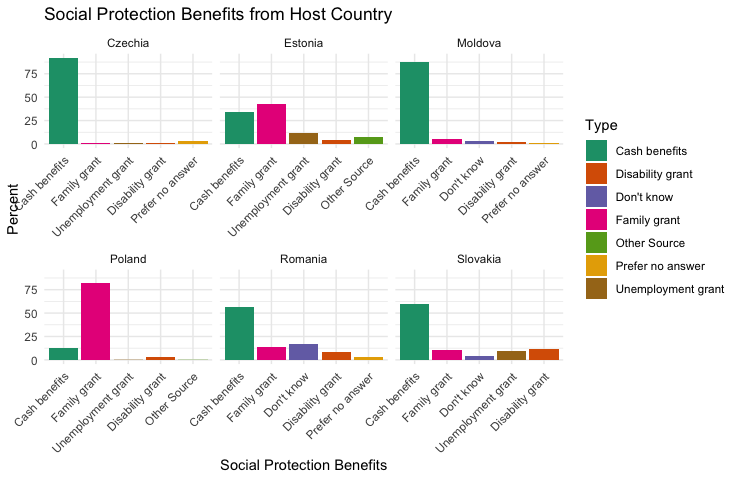 Social Protection Benefits from Host Country
Czechia
Estonia
Moldova
75
50
25
0
Cash benefits
Family grant
Unemployment grant
Disability grant
Prefer no answer
Cash benefits
Family grant
Unemployment grant
Disability grant
Other Source
Cash benefits
Family grant
Don't know
Disability grant
Prefer no answer
Percent
Poland
Romania
Slovakia
75
50
25
0
Cash benefits
Family grant
Unemployment grant
Disability grant
Other Source
Cash benefits
Family grant
Don't know
Disability grant
Prefer no answer
Cash benefits
Family grant
Don't know
Unemployment grant
Disability grant
Social Protection Benefits
Type
Cash benefits
Disability grant
Don't know
Family grant
Other Source
Prefer no answer
Unemployment grant